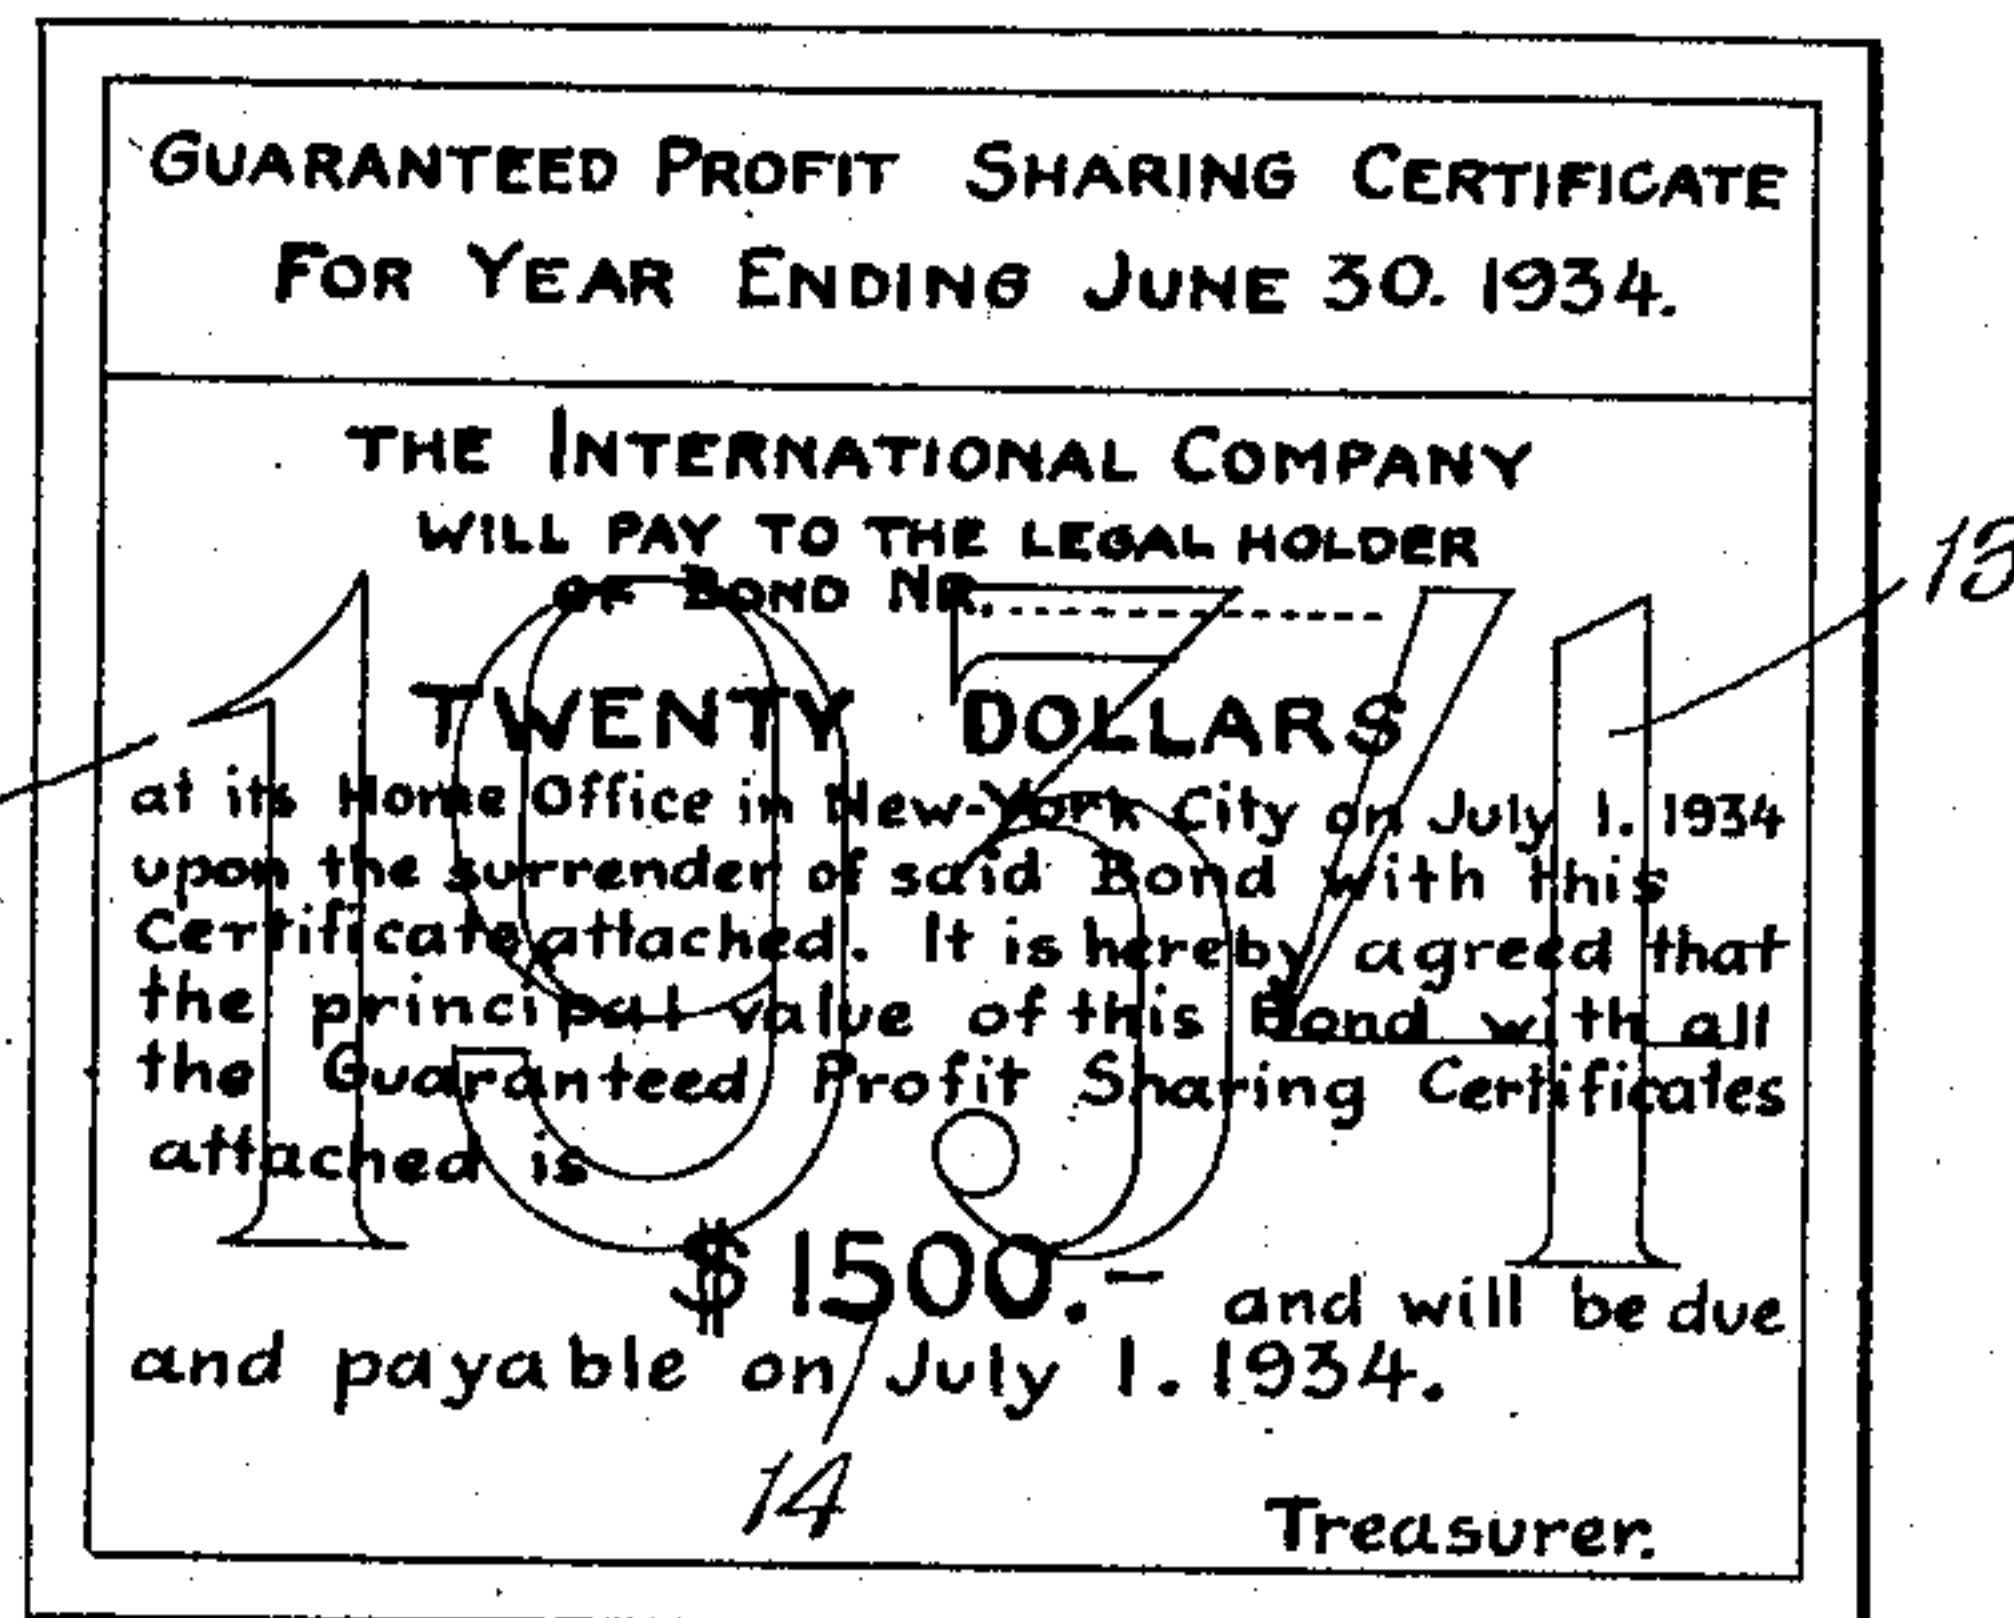 GUARANTEED PROFIT SHARING CERTIFICATE
FOR YEAR ENDING JUNE 30. 1934.
THE INTERNATIONAL COMPANY
WILL PAY TO THE LEGAL HOLDER
OF BOND NR. ..................
13
1934
TWENTY DOLLARS
at its Home Office in New-York City on July 1. 1934
upon the surrender of said Bond with this
Certificate attached. It is hereby agreed that
the principal value of this Bond with all
the Guaranteed Profit Sharing Certificates
attached is
$ 1500.– and will be due
and payable on July 1. 1934.
14
Treasurer.